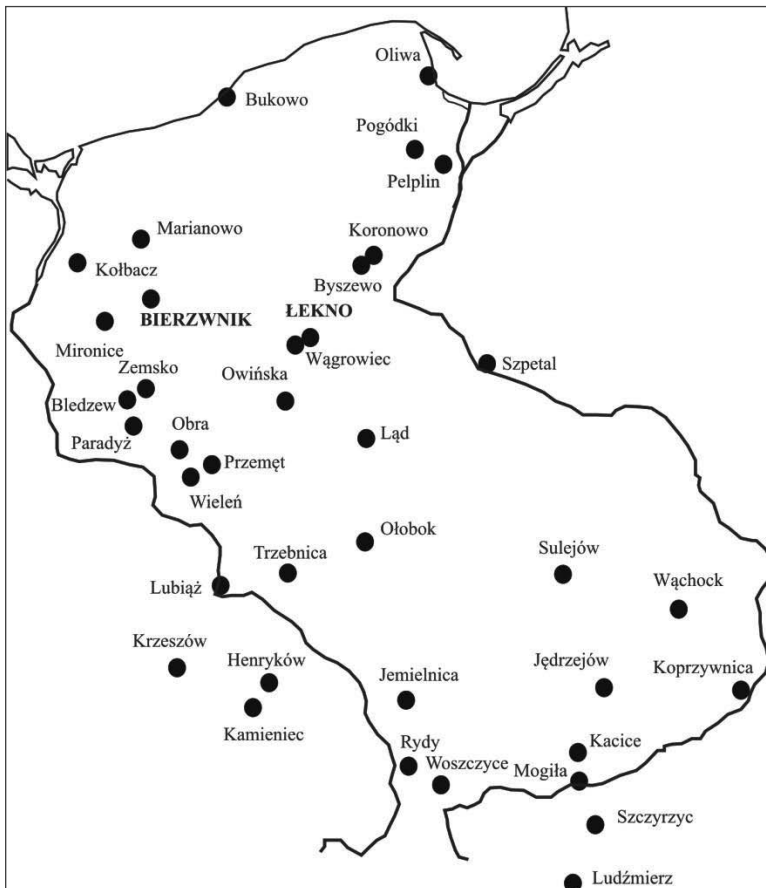 Oliwa
Bukowo
Pogódki
Pelplin
Marianowo
Koronowo
Kołbacz
Byszewo
BIERZWNIK
ŁEKNO
Mironice
Wągrowiec
Szpetal
Zemsko
Owińska
Bledzew
Obra
Paradyż
Ląd
Przemęt
Wieleń
Ołobok
Trzebnica
Sulejów
Lubiąż
Wąchock
Krzeszów
Henryków
Jemielnica
Jędrzejów
Koprzywnica
Kamieniec
Rydy
Kacice
Woszczyce
Mogiła
Szczyrzyc
Ludźmierz